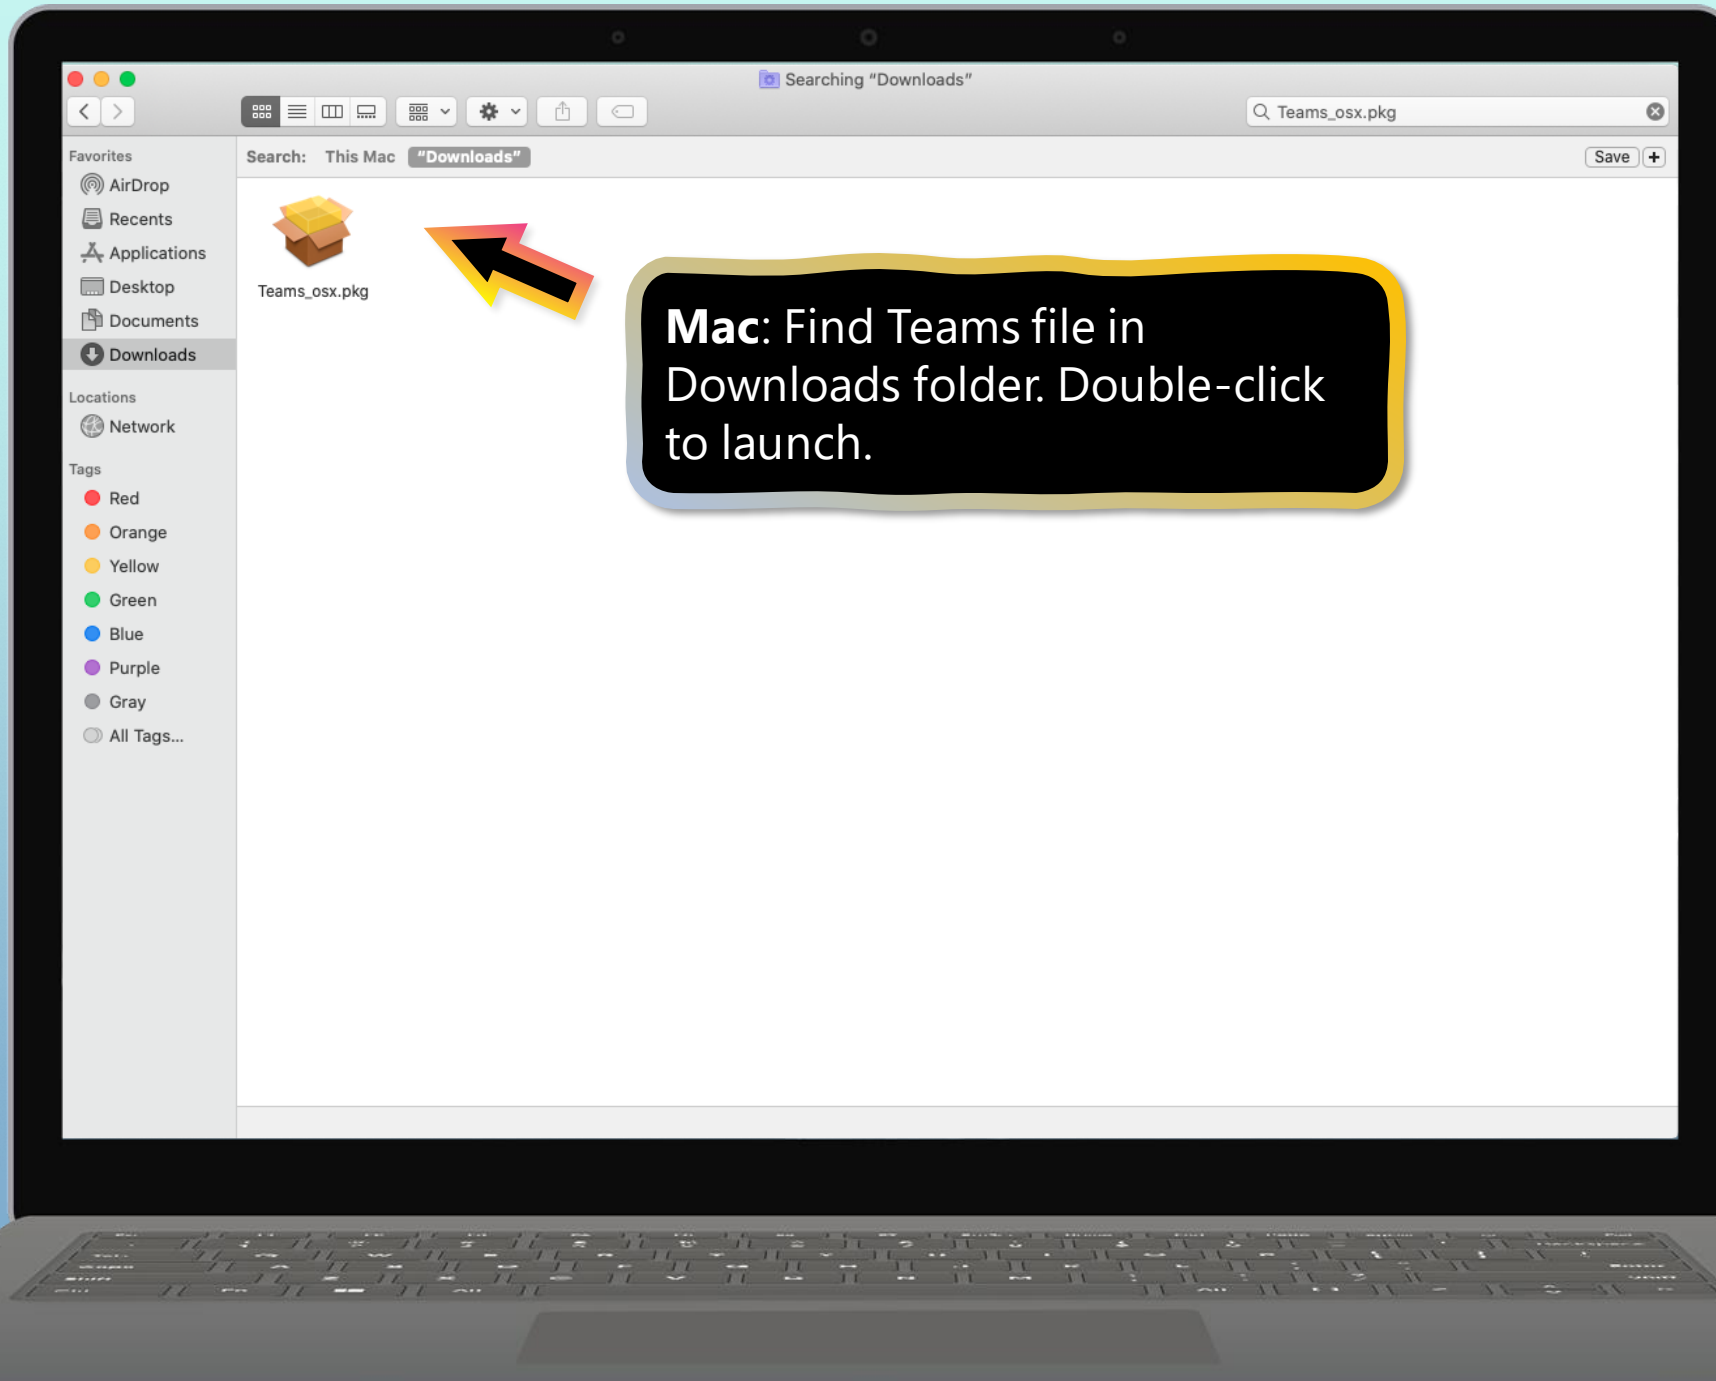 Searching “Downloads”
Teams_osx.pkg
Favorites
AirDrop
Recents
Applications
Desktop
Documents
Downloads
Locations
Network
Tags
Red
Orange
Yellow
Green
Blue
Purple
Gray
All Tags...
Search: This Mac “Downloads”
Save +
Teams_osx.pkg
Mac: Find Teams file in
Downloads folder. Double-click
to launch.